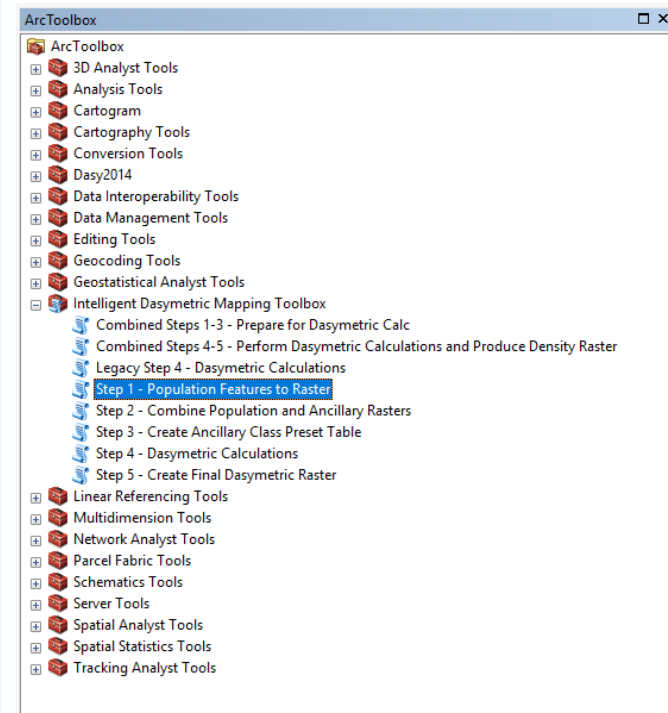 ArcToolbox
ArcToolbox
3D Analyst Tools
Analysis Tools
Cartogram
Cartography Tools
Conversion Tools
Dasy2014
Data Interoperability Tools
Data Management Tools
Editing Tools
Geocoding Tools
Geostatistical Analyst Tools
Intelligent Dasymetric Mapping Toolbox
Combined Steps 1-3 - Prepare for Dasymetric Calc
Combined Steps 4-5 - Perform Dasymetric Calculations and Produce Density Raster
Legacy Step 4 - Dasymetric Calculations
Step 1 - Population Features to Raster
Step 2 - Combine Population and Ancillary Rasters
Step 3 - Create Ancillary Class Preset Table
Step 4 - Dasymetric Calculations
Step 5 - Create Final Dasymetric Raster
Linear Referencing Tools
Multidimension Tools
Network Analyst Tools
Parcel Fabric Tools
Schematics Tools
Server Tools
Spatial Analyst Tools
Spatial Statistics Tools
Tracking Analyst Tools